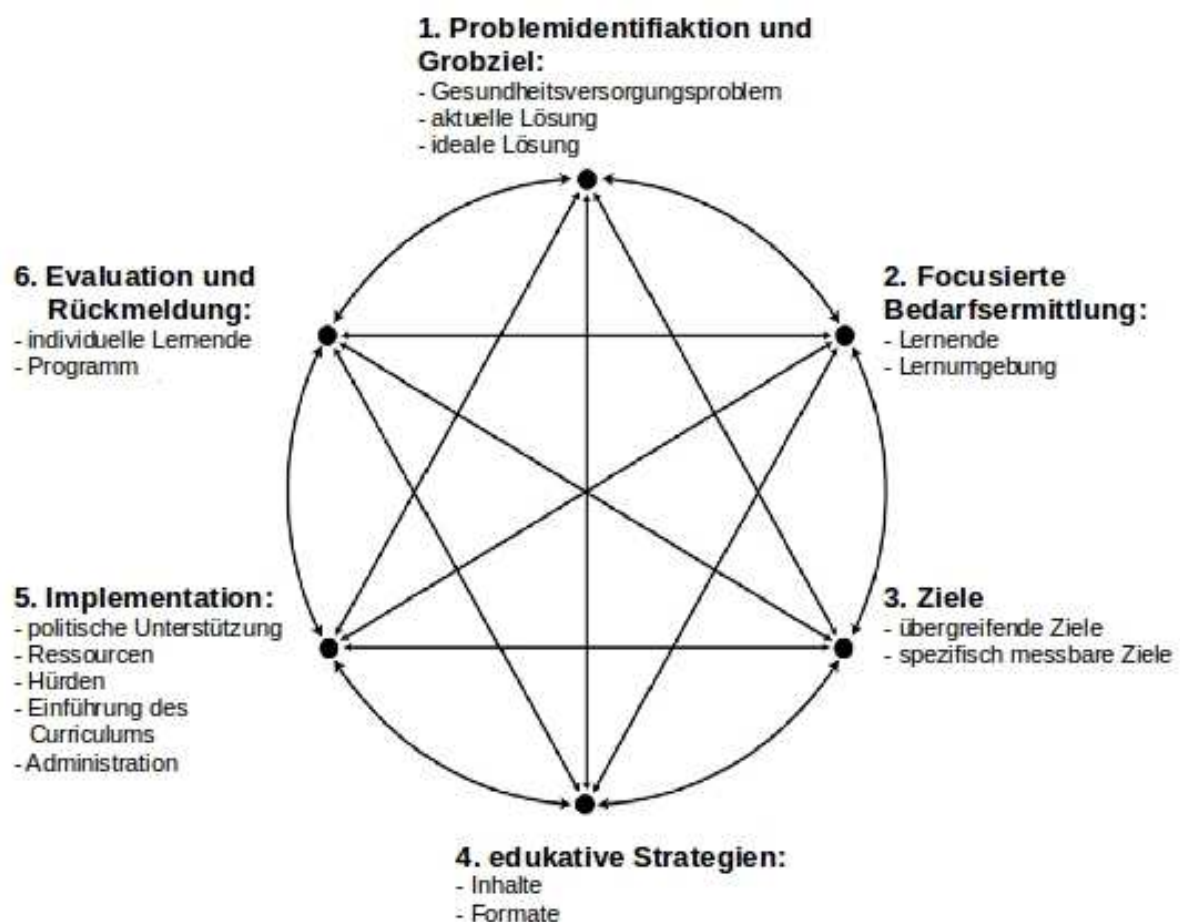 1. Problemidentifiaktion und
Grobziel:
- Gesundheitsversorgungsproblem
- aktuelle Lösung
- ideale Lösung
2. Focusierte
Bedarfsermittlung:
- Lernende
- Lernumgebung
3. Ziele
- übergreifende Ziele
- spezifisch messbare Ziele
4. edukative Strategien:
- Inhalte
- Formate
5. Implementation:
- politische Unterstützung
- Ressourcen
- Hürden
- Einführung des
Curriculums
- Administration
6. Evaluation und
Rückmeldung:
- individuelle Lernende
- Programm